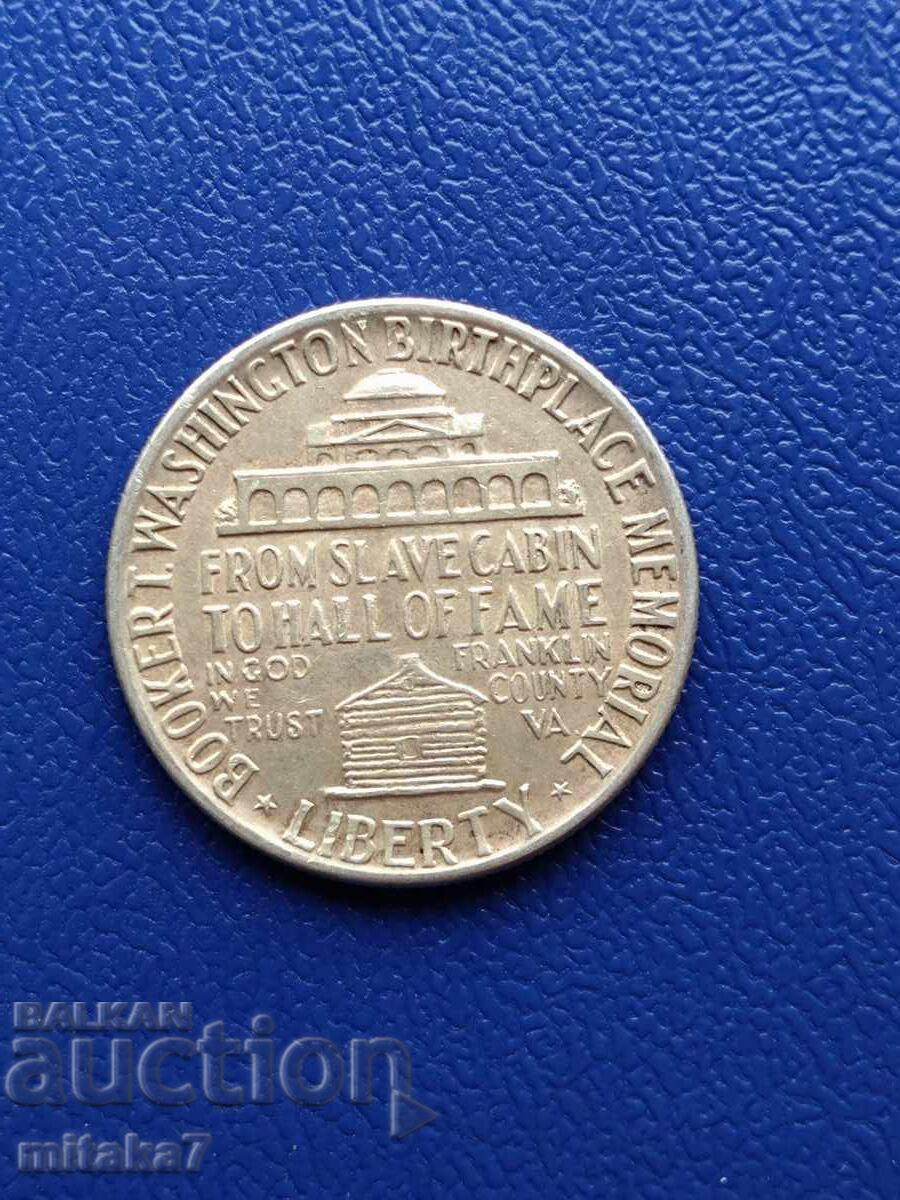 BOOKER T. WASHINGTON BIRTHPLACE MEMORIAL
FROM SLAVE CABIN
TO HALL OF FAME
IN GOD
WE
TRUST
FRANKLIN
COUNTY
VA.
LIBERTY
BALKAN
auction
mitaka7